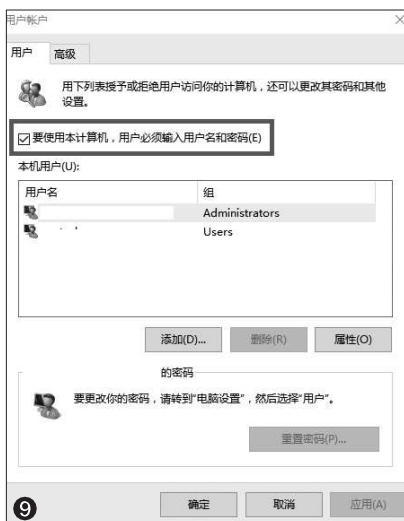 用户帐户
用户
高级
用下列表授予或拒绝用户访问你的计算机，还可以更改其密码和其他
设置。
要使用本计算机，用户必须输入用户名和密码(E)
本机用户(U):
用户名
组
Administrators
Users
添加(D)...
删除(R)
属性(O)
的密码
要更改你的密码，请转到"电脑设置"，然后选择"用户"。
重置密码(P)...
9
确定
取消
应用(A)